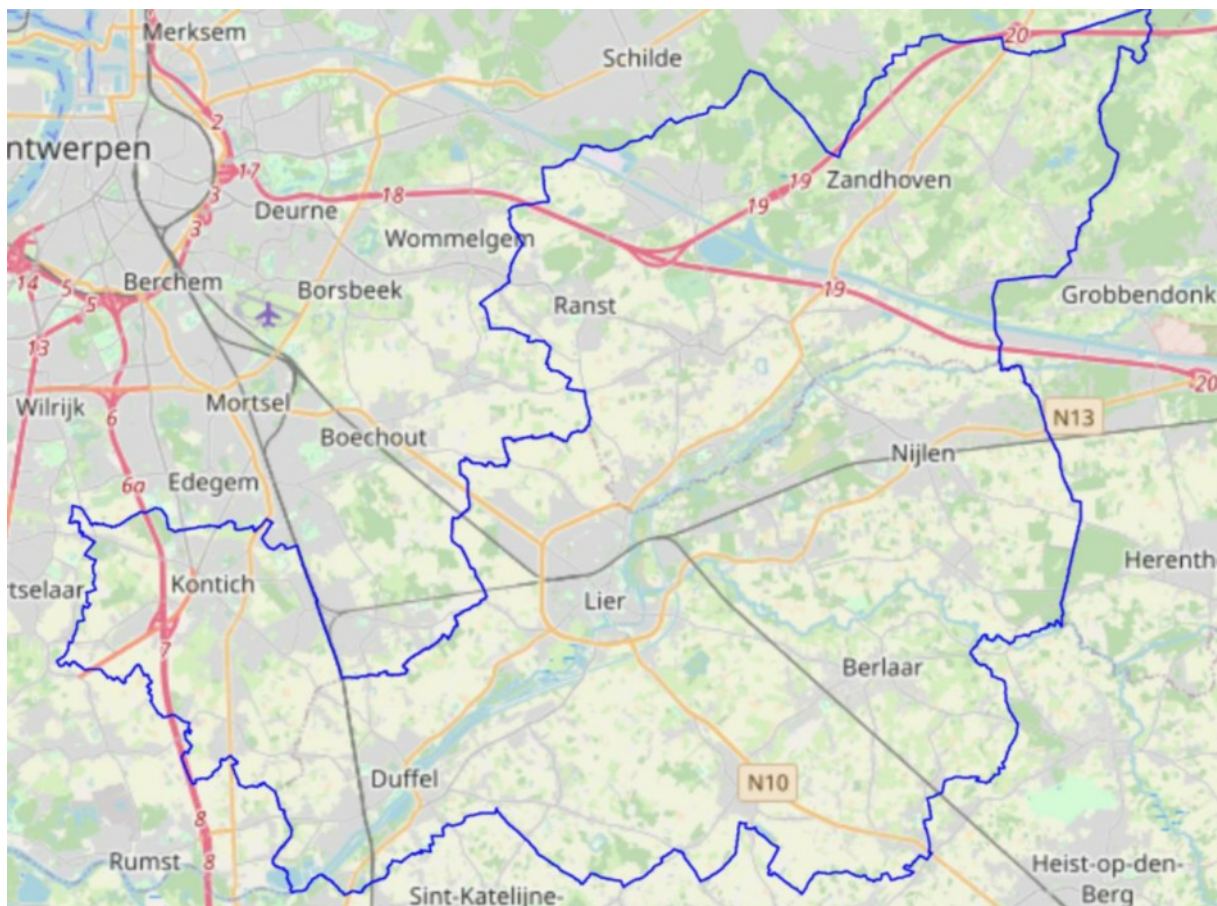 Merksem
20
Schilde
2
ntwerpen
17
19
Zandhoven
3
18
Deurne
19
3
Wommelgem
14
5
Berchem
Borsbeek
19
Grobbendonk
5
Ranst
13
20
Wilrijk
6
Mortsel
N13
Boechout
Nijlen
6a
Edegem
Kontich
Herenth
rtselaar
Lier
7
Berlaar
Duffel
N10
8
Rumst
8
Heist-op-den-
Berg
Sint-Katelijne-